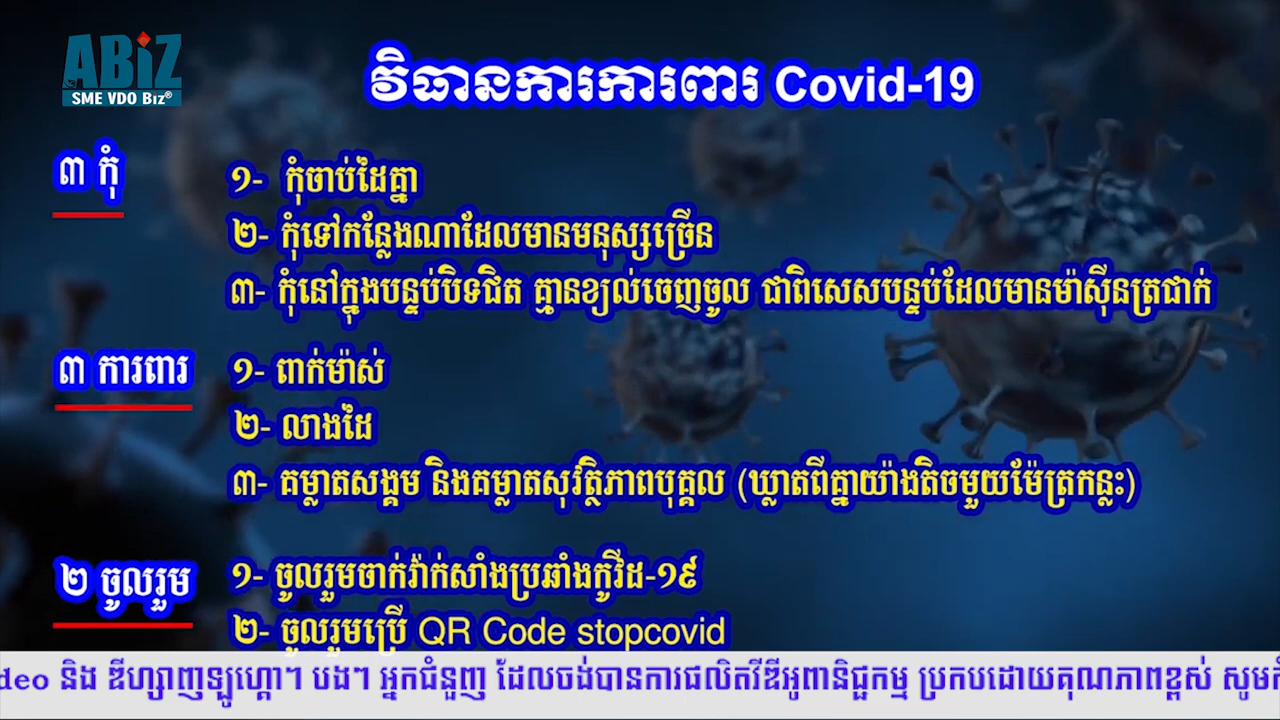 ABiZ
SME VDO Biz®
វិធានការការពារ Covid-19
៣ កុំ
១- កុំចាប់ដៃគ្នា
២- កុំទៅកន្លែងណាដែលមានមនុស្សច្រើន
៣- កុំនៅក្នុងបន្ទប់បិទជិត គ្មានខ្យល់ចេញចូល ជាពិសេសបន្ទប់ដែលមានម៉ាស៊ីនត្រជាក់
៣ ការពារ
១- ពាក់ម៉ាស់
២- លាងដៃ
៣- គម្លាតសង្គម និងគម្លាតសុវត្ថិភាពបុគ្គល (ឃ្លាតពីគ្នាយ៉ាងតិចមួយម៉ែត្រកន្លះ)
២ ចូលរួម
១- ចូលរួមចាក់វ៉ាក់សាំងប្រឆាំងកូវីដ-១៩
២- ចូលរួមប្រើ QR Code stopcovid
deo និង ឌីហ្សាញឡូហ្គោ។ បងៗ អ្នកជំនួញ ដែលចង់បានការផលិតវីឌីអូពាណិជ្ជកម្ម ប្រកបដោយគុណភាពខ្ពស់ សូម